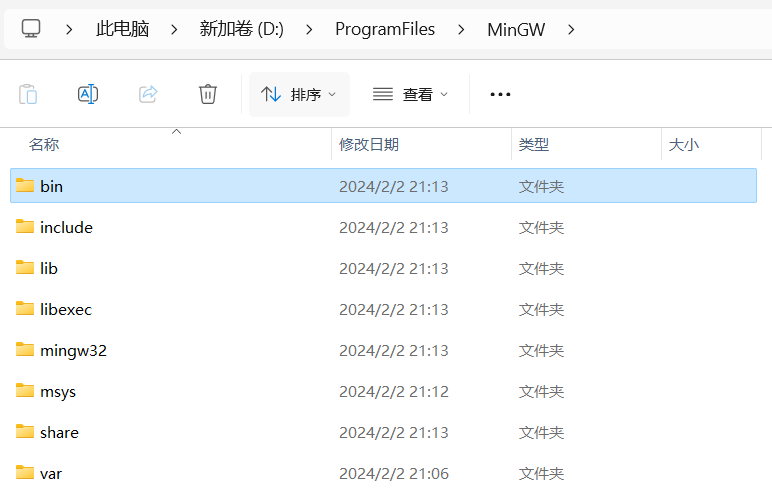 此电脑 新加卷 (D:) ProgramFiles MinGW
排序 查看
名称 修改日期 类型 大小
bin 2024/2/2 21:13 文件夹
include 2024/2/2 21:13 文件夹
lib 2024/2/2 21:13 文件夹
libexec 2024/2/2 21:13 文件夹
mingw32 2024/2/2 21:13 文件夹
msys 2024/2/2 21:12 文件夹
share 2024/2/2 21:13 文件夹
var 2024/2/2 21:06 文件夹